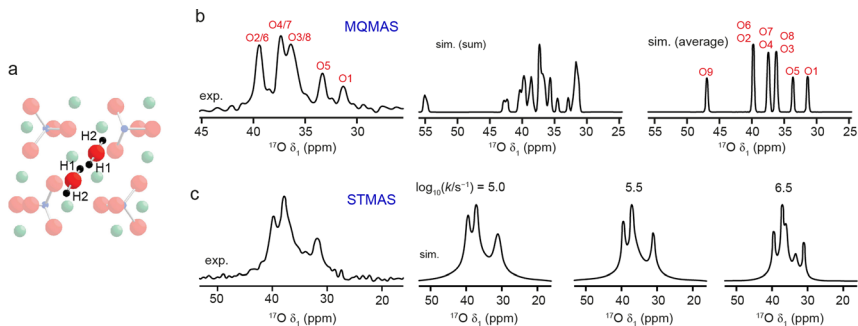 a
H2
H1
H1
H2
b
MQMAS
O4/7
O2/6
O3/8
O5
O1
exp.
45 40 35 30
¹⁷O δ₁ (ppm)
sim. (sum)
55 50 45 40 35 30 25
¹⁷O δ₁ (ppm)
sim. (average)
O6
O2
O7
O4
O8
O3
O9
O5
O1
55 50 45 40 35 30 25
¹⁷O δ₁ (ppm)
c
STMAS
exp.
50 40 30 20
¹⁷O δ₁ (ppm)
log₁₀(k/s⁻¹) = 5.0
sim.
50 40 30 20
¹⁷O δ₁ (ppm)
5.5
50 40 30 20
¹⁷O δ₁ (ppm)
6.5
50 40 30 20
¹⁷O δ₁ (ppm)